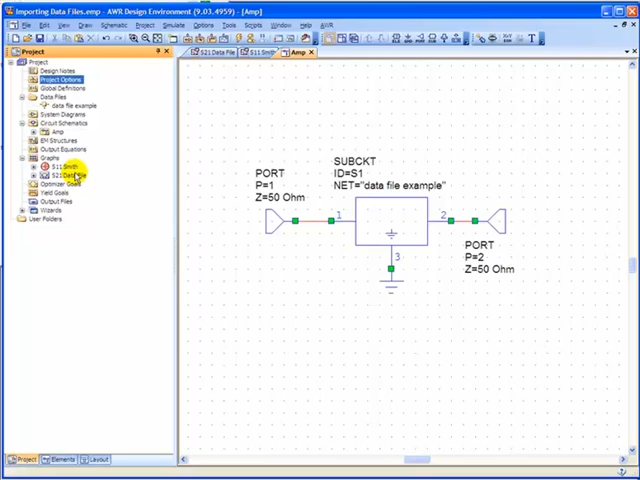 Importing Data Files.emp - AWR Design Environment (9.03.4959) - [Amp]
File Edit View Draw Schematic Project Simulate Options Tools Scripts Window Help AWR
Project
S21 Data File S11 Smith Amp
Project
Design Notes
Project Options
Global Definitions
Data Files
data file example
System Diagrams
Circuit Schematics
Amp
EM Structures
Output Equations
Graphs
S11 Smith
S21 Data File
Optimizer Goals
Yield Goals
Output Files
Wizards
User Folders
SUBCKT
ID=S1
NET="data file example"
PORT
P=1
Z=50 Ohm
1
2
3
PORT
P=2
Z=50 Ohm
Project Elements Layout